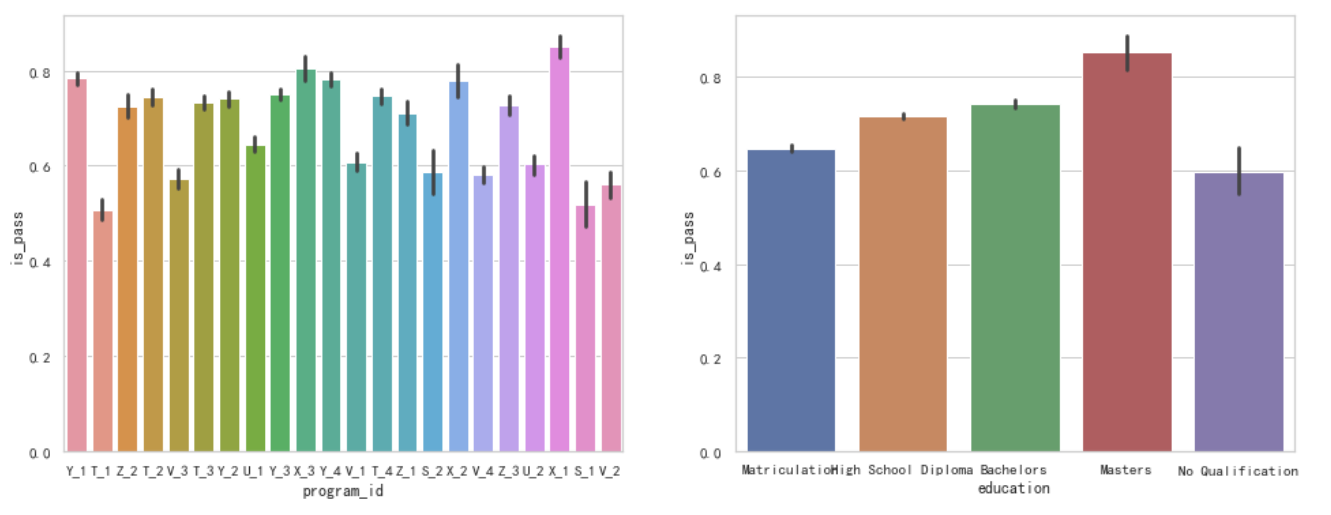 0.8
0.6
0.4
0.2
0.0
is_pass
Y_1 T_1 Z_2 T_2 V_3 T_3 Y_2 U_1 Y_3 X_3 Y_4 V_1 T_4 Z_1 S_2 X_2 V_4 Z_3 U_2 X_1 S_1 V_2
program_id
0.8
0.6
0.4
0.2
0.0
is_pass
Matriculation High School Diploma Bachelors Masters No Qualification
education